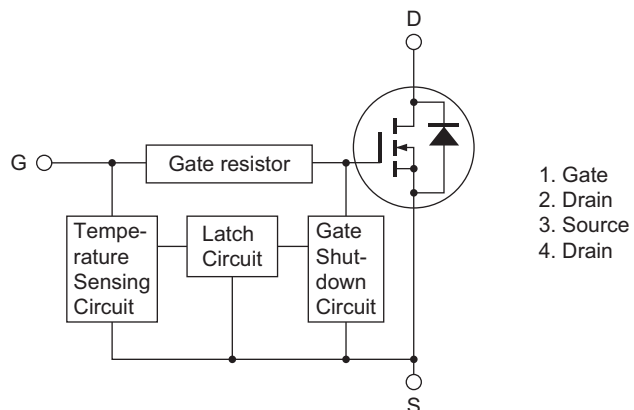 D
G
Gate resistor
Tempe-
rature
Sensing
Circuit
Latch
Circuit
Gate
Shut-
down
Circuit
S
1. Gate
2. Drain
3. Source
4. Drain